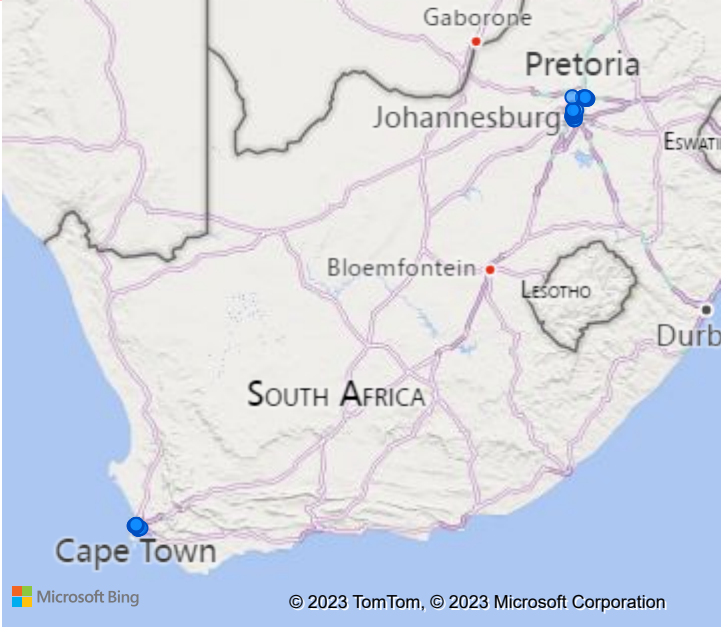 Gaborone
Pretoria
Johannesburg
ESWATI
Bloemfontein
LESOTHO
Durb
SOUTH AFRICA
Cape Town
Microsoft Bing
© 2023 TomTom, © 2023 Microsoft Corporation